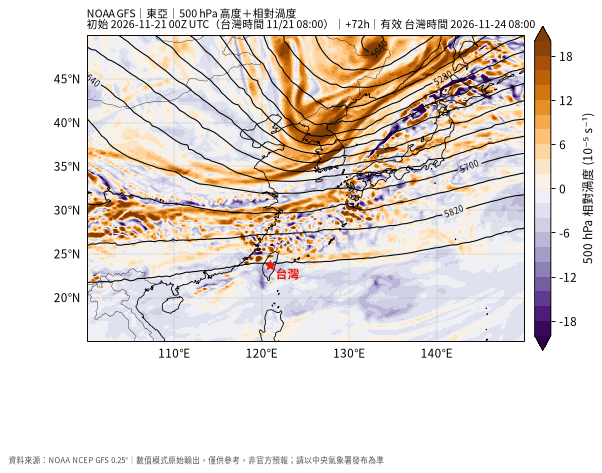 NOAA GFS｜東亞｜500 hPa 高度＋相對渦度
初始 2026-11-21 00Z UTC（台灣時間 11/21 08:00）｜+72h｜有效 台灣時間 2026-11-24 08:00
45°N
40°N
35°N
30°N
25°N
20°N
110°E
120°E
130°E
140°E
5040
5280
5700
5820
640
台灣
18
12
6
0
-6
-12
-18
500 hPa 相對渦度 (10⁻⁵ s⁻¹)
資料來源：NOAA NCEP GFS 0.25°｜數值模式原始輸出，僅供參考，非官方預報；請以中央氣象署發布為準